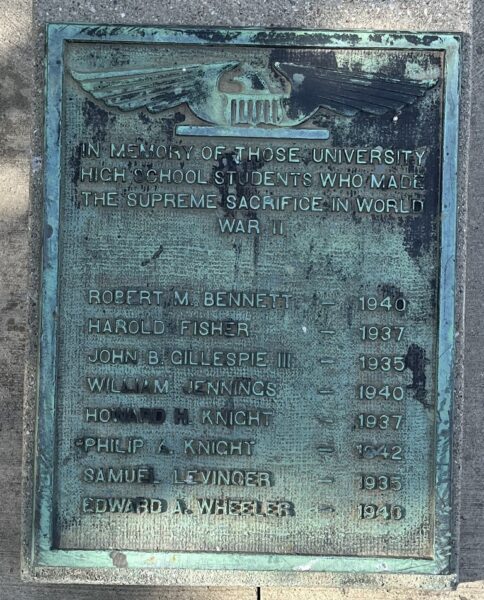 IN MEMORY OF THOSE UNIVERSITY
HIGH SCHOOL STUDENTS WHO MADE
THE SUPREME SACRIFICE IN WORLD
WAR II
ROBERT M. BENNETT – 1940
HAROLD FISHER – 1937
JOHN B. GILLESPIE III – 1935
WILLIAM JENNINGS – 1940
HOWARD H. KNIGHT – 1937
PHILIP A. KNIGHT – 1942
SAMUEL LEVINGER – 1935
EDWARD A. WHEELER – 1940